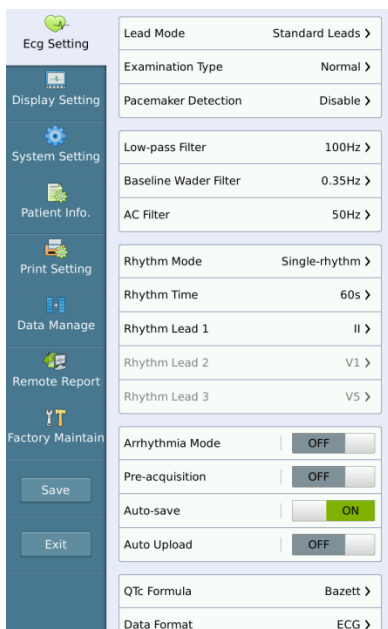 Ecg Setting
Display Setting
System Setting
Patient Info.
Print Setting
Data Manage
Remote Report
Factory Maintain
Save
Exit
Lead Mode Standard Leads
Examination Type Normal
Pacemaker Detection Disable
Low-pass Filter 100Hz
Baseline Wader Filter 0.35Hz
AC Filter 50Hz
Rhythm Mode Single-rhythm
Rhythm Time 60s
Rhythm Lead 1 II
Rhythm Lead 2 V1
Rhythm Lead 3 V5
Arrhythmia Mode OFF
Pre-acquisition OFF
Auto-save ON
Auto Upload OFF
QTc Formula Bazett
Data Format ECG